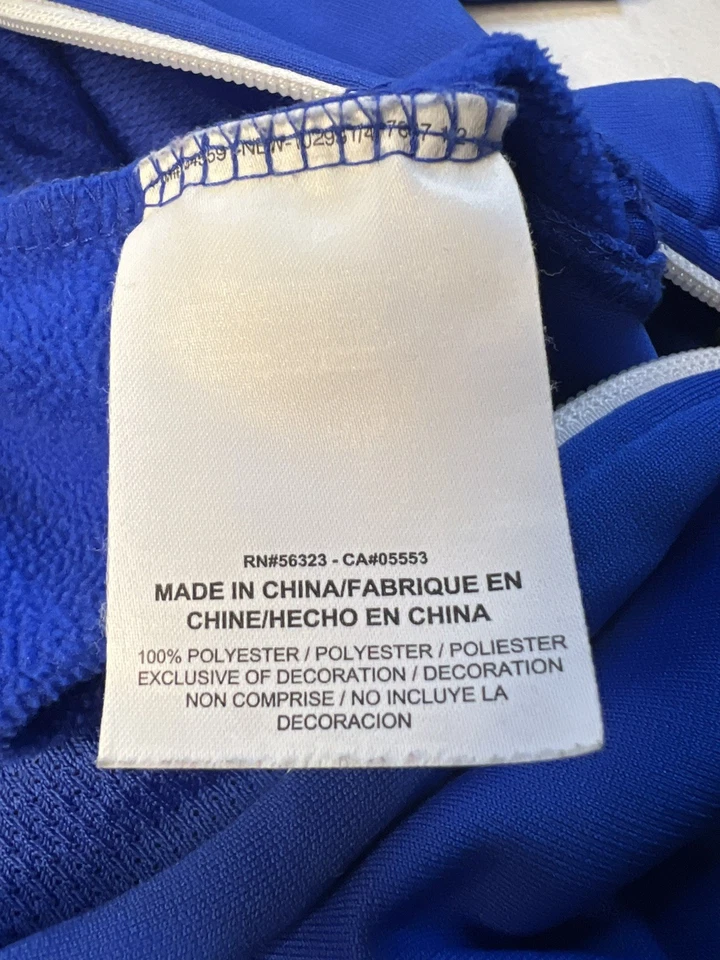 RN#56323 - CA#05553
MADE IN CHINA/FABRIQUE EN
CHINE/HECHO EN CHINA
100% POLYESTER / POLYESTER / POLIESTER
EXCLUSIVE OF DECORATION / DECORATION
NON COMPRISE / NO INCLUYE LA
DECORACION